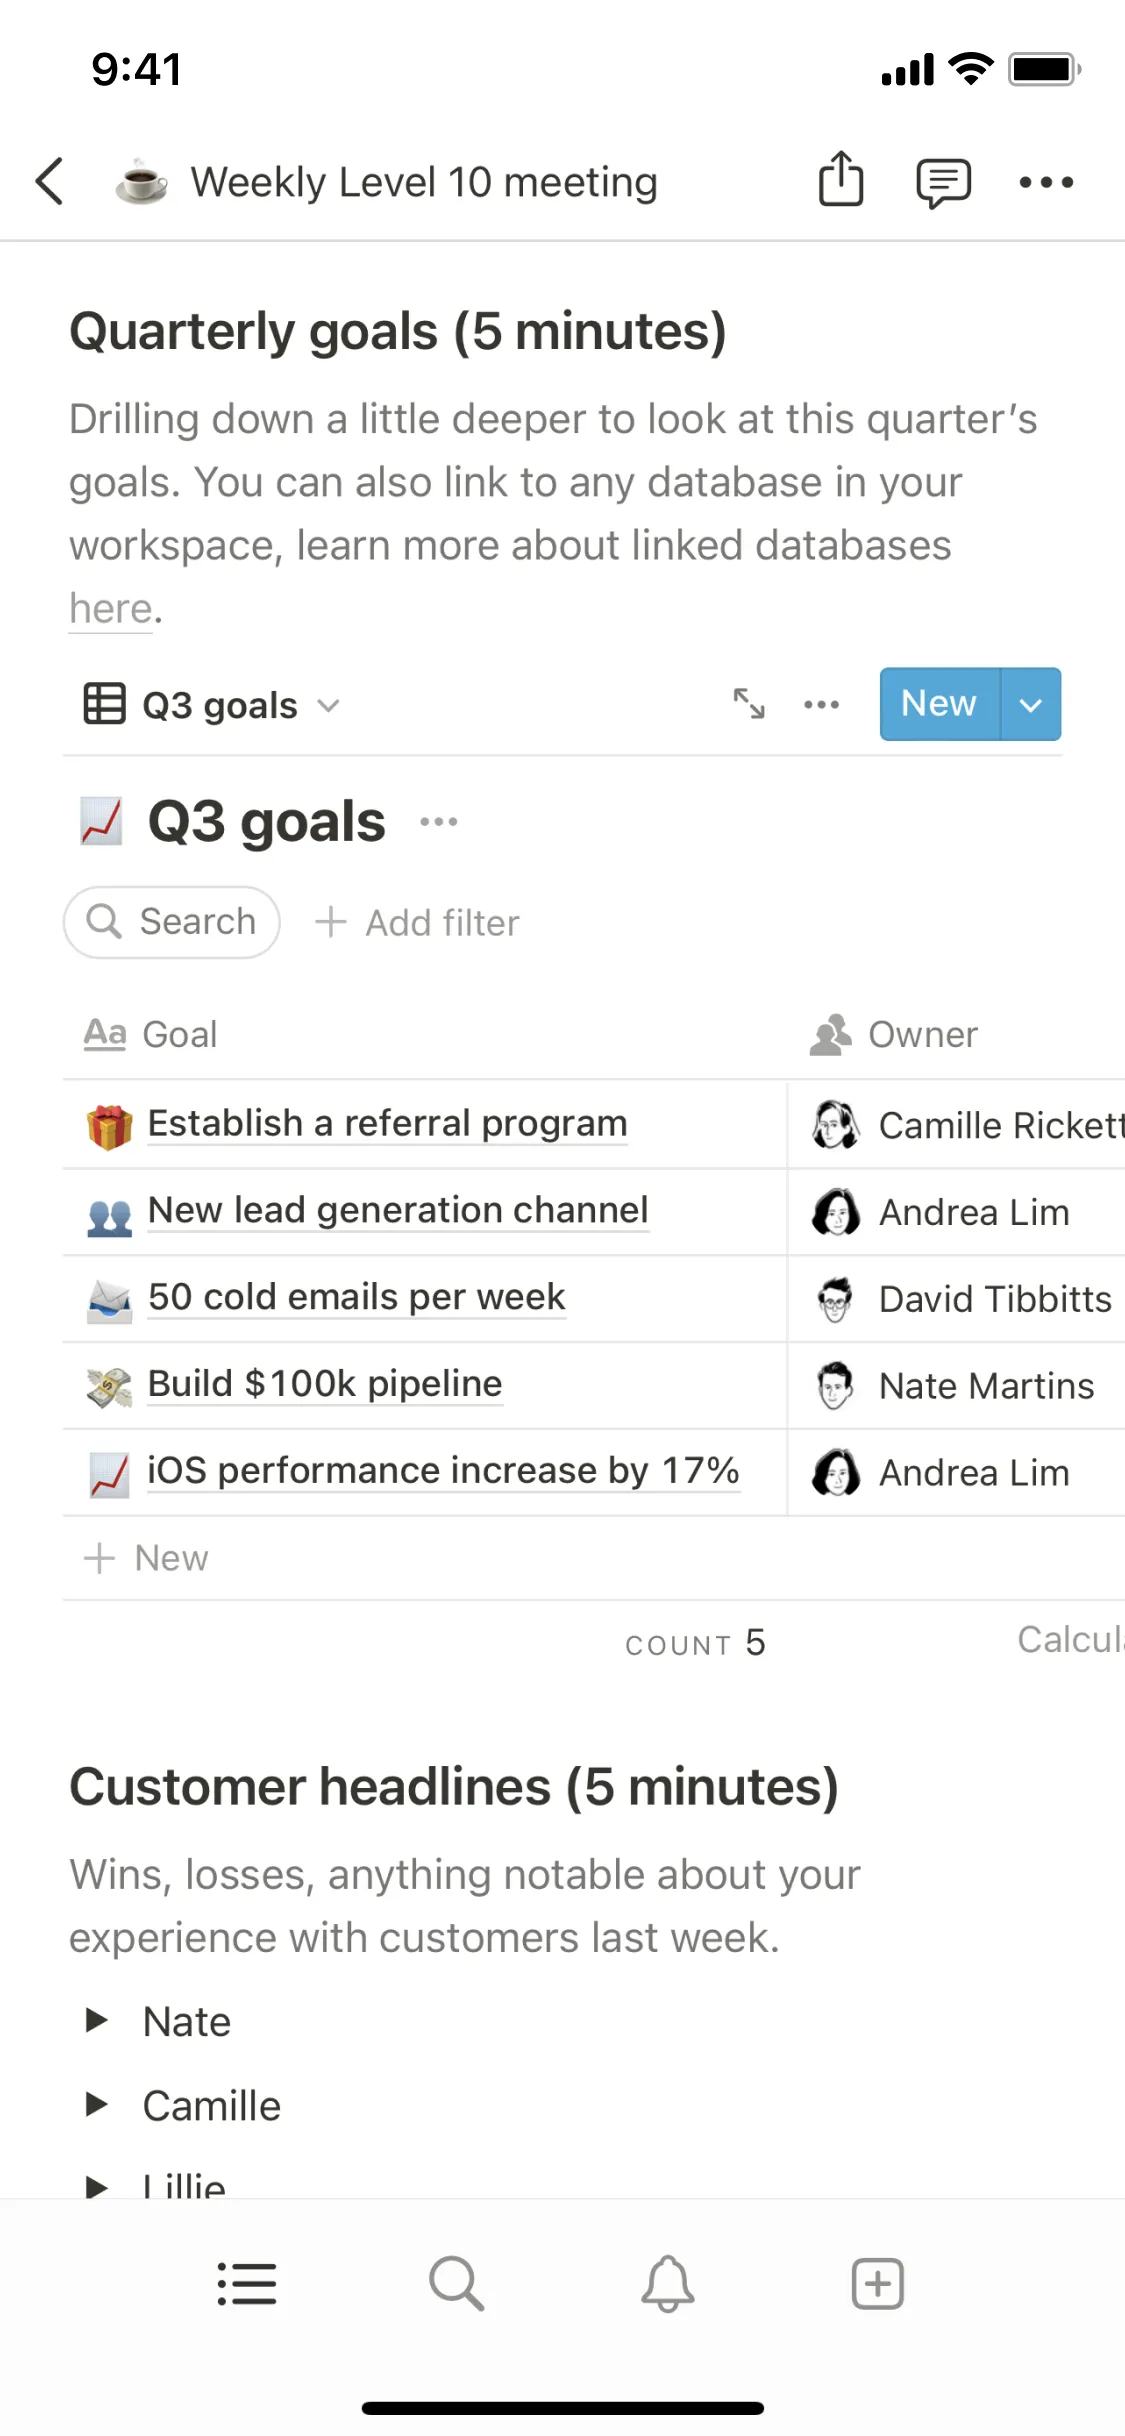 9:41
Weekly Level 10 meeting
Quarterly goals (5 minutes)
Drilling down a little deeper to look at this quarter's
goals. You can also link to any database in your
workspace, learn more about linked databases
here.
Q3 goals
New
Q3 goals
Search
Add filter
Aa Goal
Owner
Establish a referral program
Camille Rickett
New lead generation channel
Andrea Lim
50 cold emails per week
David Tibbitts
Build $100k pipeline
Nate Martins
iOS performance increase by 17%
Andrea Lim
New
COUNT 5
Calcul
Customer headlines (5 minutes)
Wins, losses, anything notable about your
experience with customers last week.
Nate
Camille
Lillie